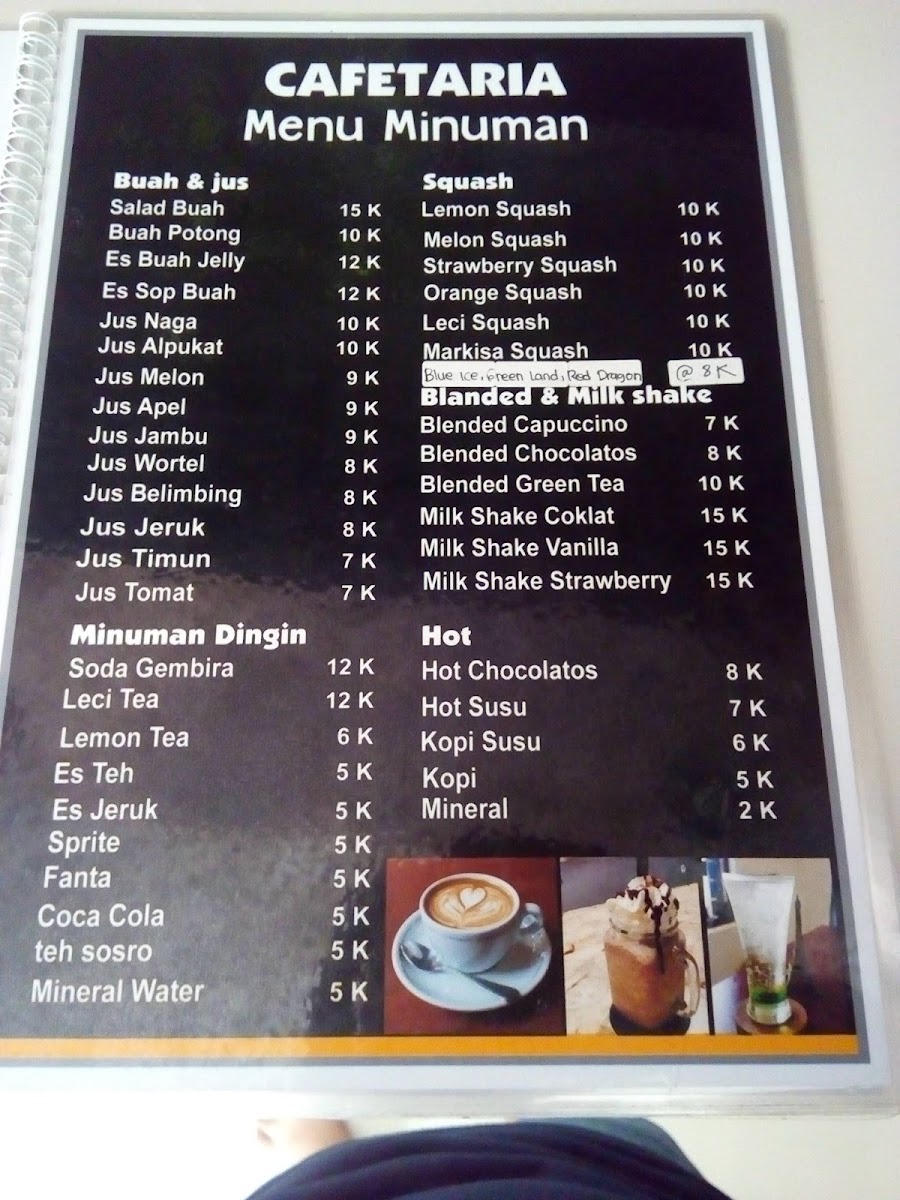 CAFETARIA
Menu Minuman
Buah & jus
Salad Buah 15 K
Buah Potong 10 K
Es Buah Jelly 12 K
Es Sop Buah 12 K
Jus Naga 10 K
Jus Alpukat 10 K
Jus Melon 9 K
Jus Apel 9 K
Jus Jambu 9 K
Jus Wortel 8 K
Jus Belimbing 8 K
Jus Jeruk 8 K
Jus Timun 7 K
Jus Tomat 7 K
Minuman Dingin
Soda Gembira 12 K
Leci Tea 12 K
Lemon Tea 6 K
Es Teh 5 K
Es Jeruk 5 K
Sprite 5 K
Fanta 5 K
Coca Cola 5 K
teh sosro 5 K
Mineral Water 5 K
Squash
Lemon Squash 10 K
Melon Squash 10 K
Strawberry Squash 10 K
Orange Squash 10 K
Leci Squash 10 K
Markisa Squash 10 K
Blue Ice, Green Land, Red Dragon @ 8 K
Blanded & Milk shake
Blended Capuccino 7 K
Blended Chocolatos 8 K
Blended Green Tea 10 K
Milk Shake Coklat 15 K
Milk Shake Vanilla 15 K
Milk Shake Strawberry 15 K
Hot
Hot Chocolatos 8 K
Hot Susu 7 K
Kopi Susu 6 K
Kopi 5 K
Mineral 2 K